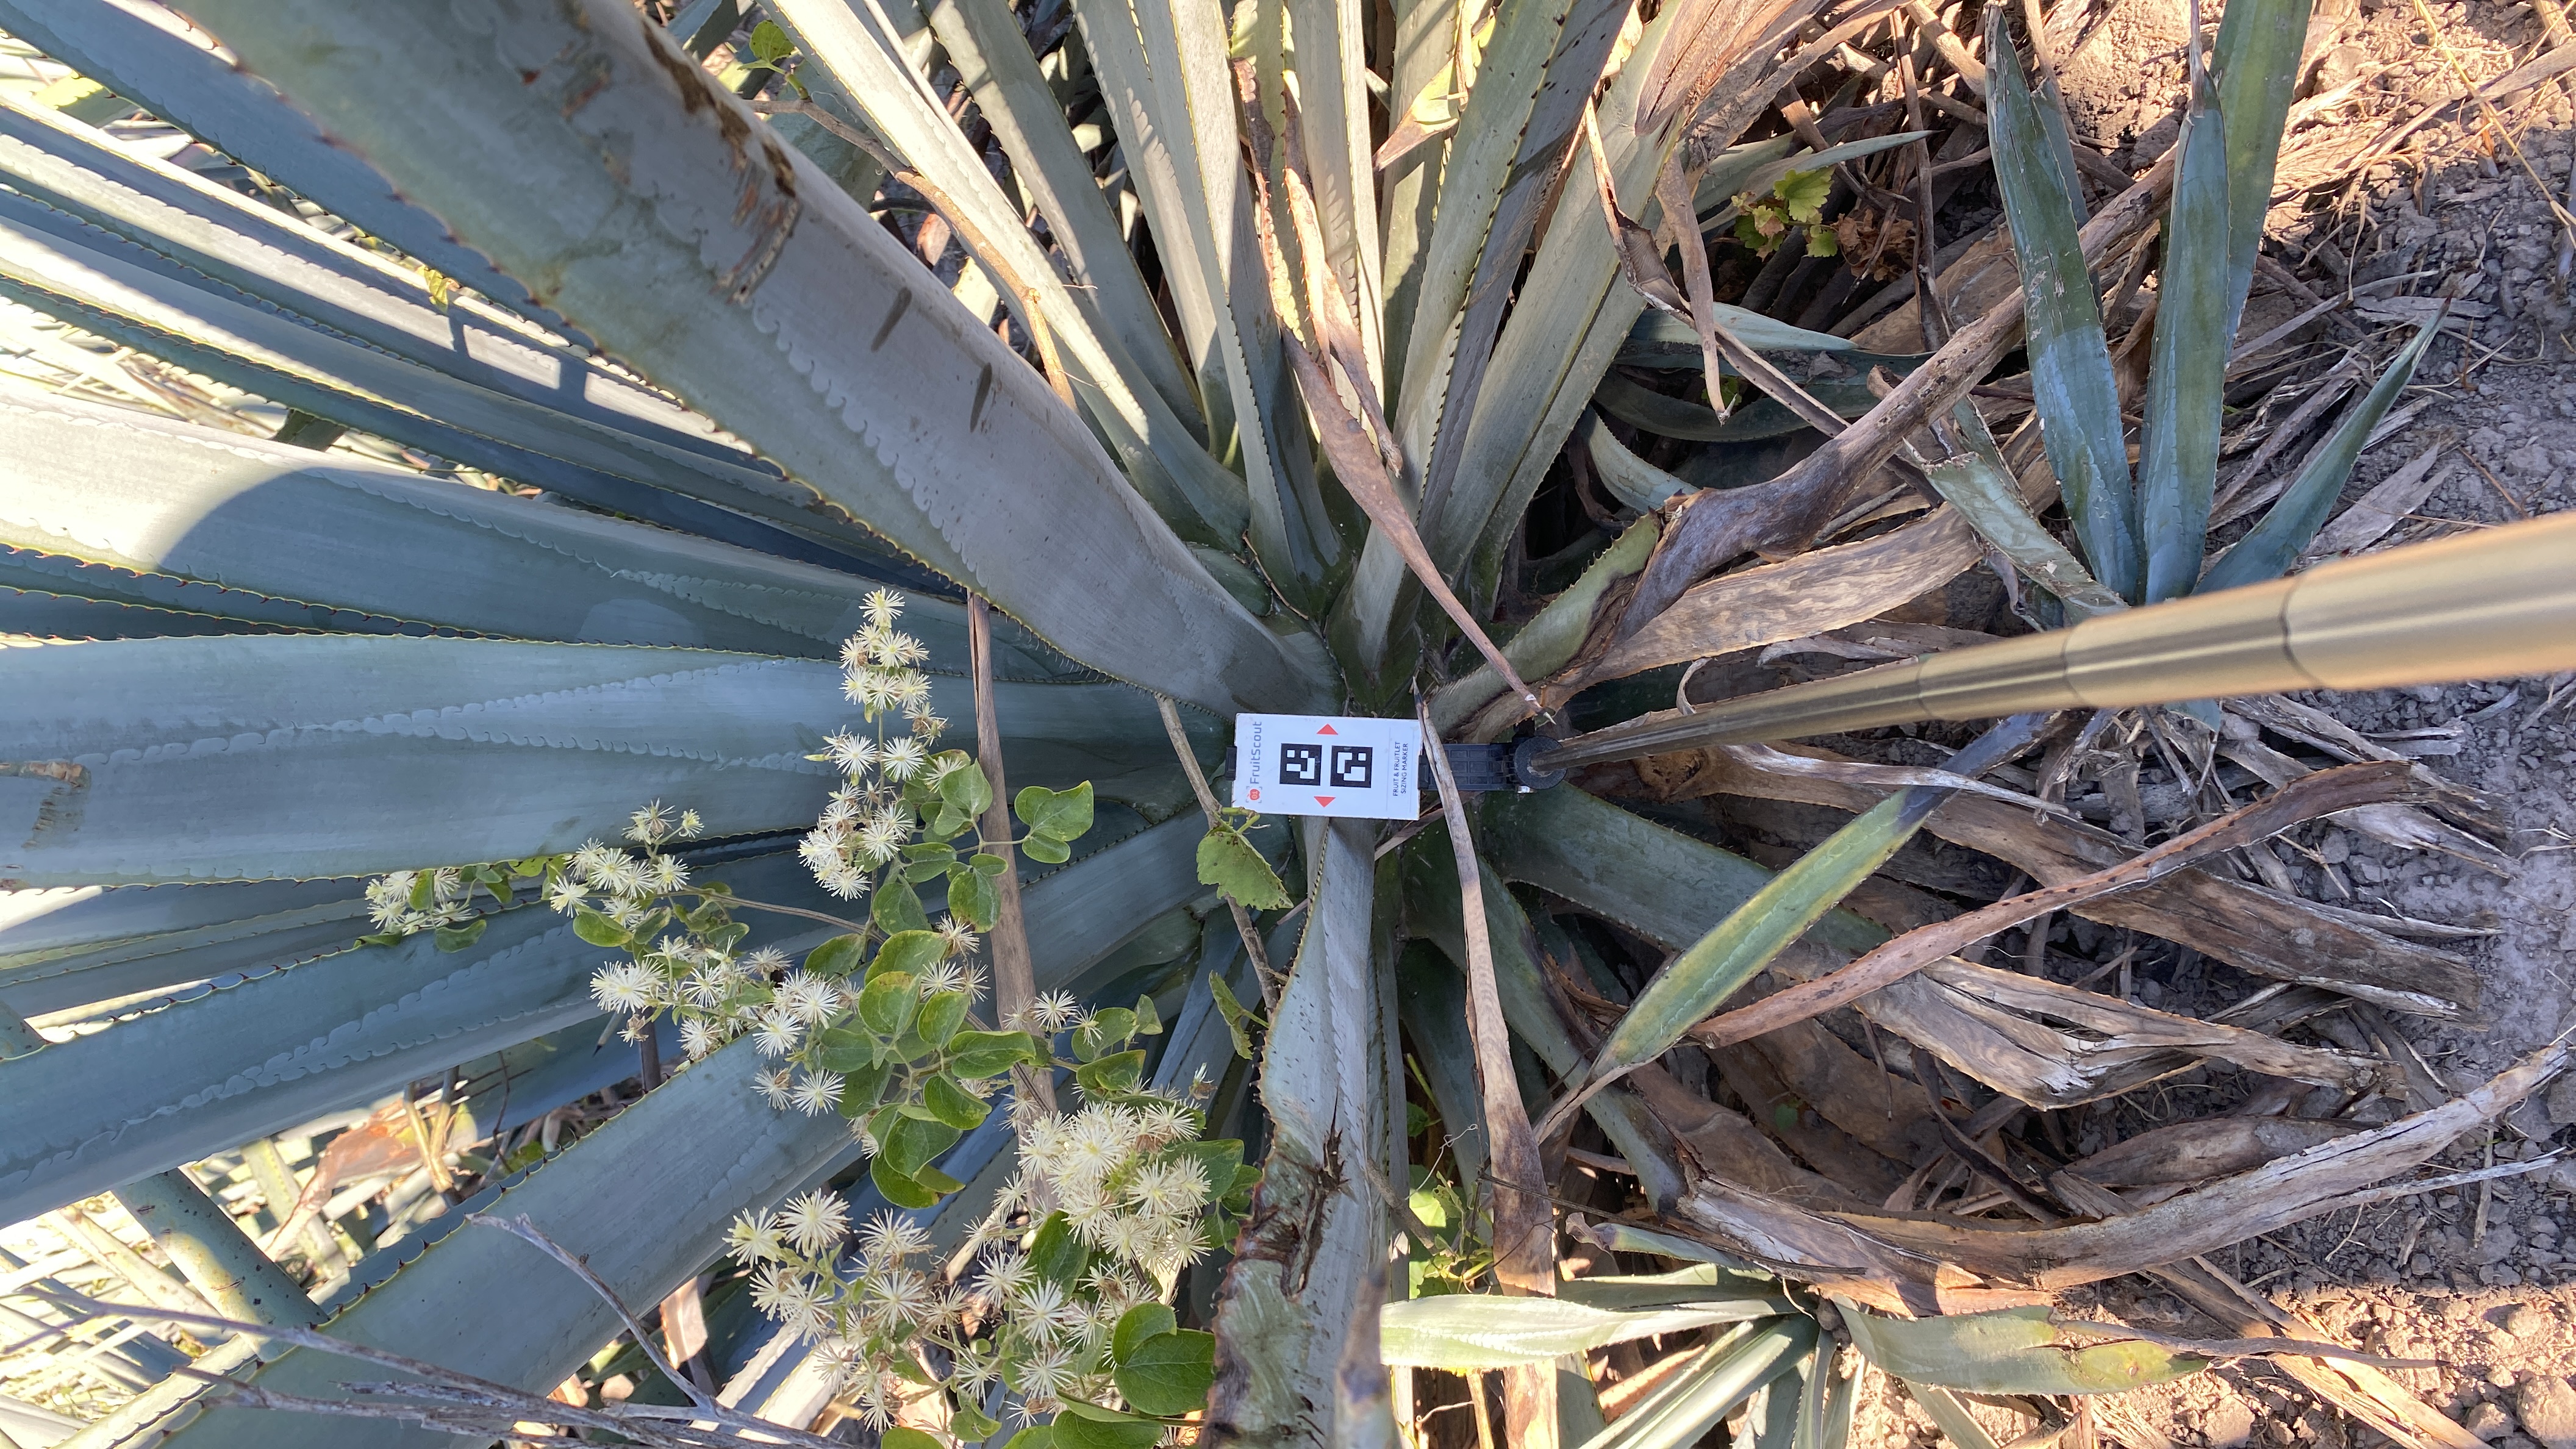 FruitScout
FRUIT & FRUITLET
SIZING MARKER